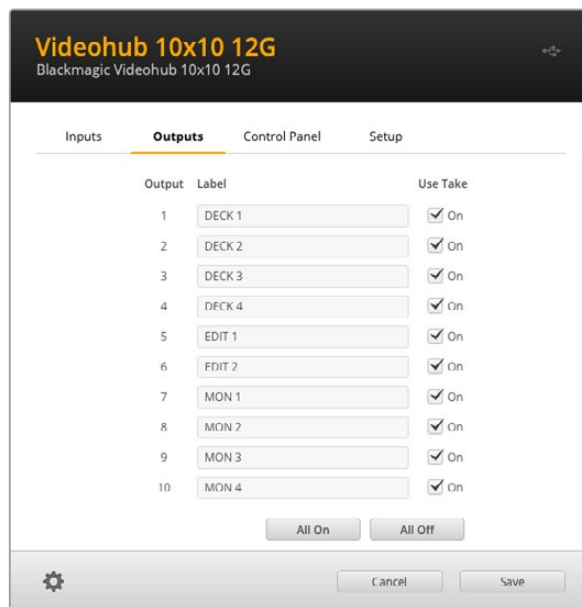 Videohub 10x10 12G
Blackmagic Videohub 10x10 12G
Inputs Outputs Control Panel Setup
Output Label Use Take
1 DECK 1 On
2 DECK 2 On
3 DECK 3 On
4 DECK 4 On
5 EDIT 1 On
6 EDIT 2 On
7 MON 1 On
8 MON 2 On
9 MON 3 On
10 MON 4 On
All On All Off
Cancel Save